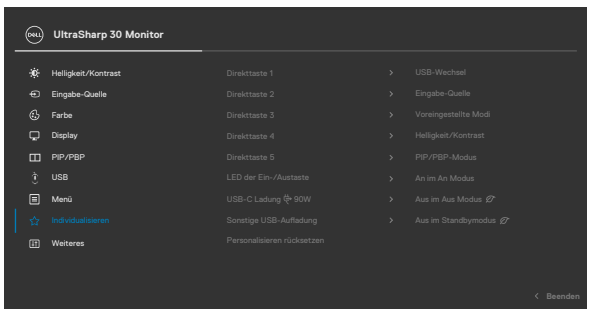 DELL UltraSharp 30 Monitor
Helligkeit/Kontrast Direkttaste 1 > USB-Wechsel
Eingabe-Quelle Direkttaste 2 > Eingabe-Quelle
Farbe Direkttaste 3 > Voreingestellte Modi
Display Direkttaste 4 > Helligkeit/Kontrast
PIP/PBP Direkttaste 5 > PIP/PBP-Modus
USB LED der Ein-/Austaste > An im An Modus
Menü USB-C Ladung 90W > Aus im Aus Modus
Individualisieren Sonstige USB-Aufladung > Aus im Standbymodus
Weiteres Personalisieren rücksetzen
< Beenden